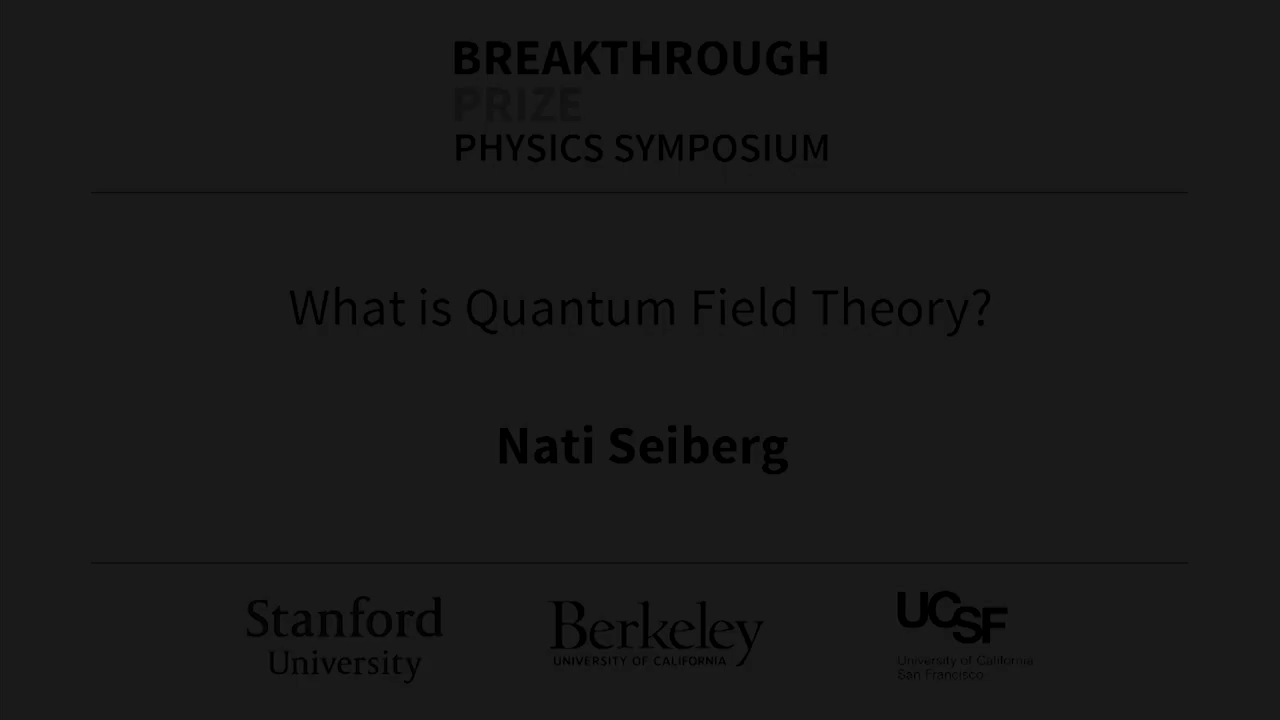 BREAKTHROUGH
PRIZE
PHYSICS SYMPOSIUM
What is Quantum Field Theory?
Nati Seiberg
Stanford
University
Berkeley
UNIVERSITY OF CALIFORNIA
UCSF
University of California
San Francisco